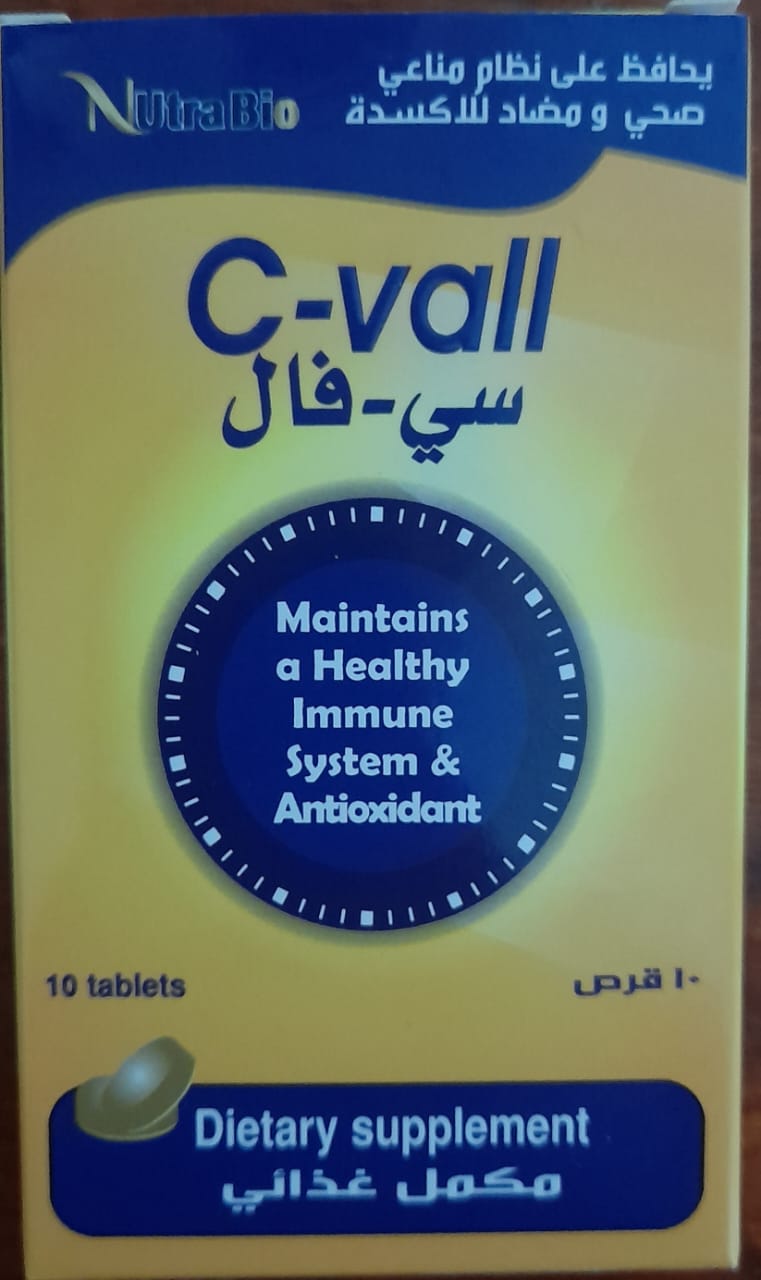 NUtraBio
يحافظ على نظام مناعي
صحي و مضاد للاكسدة
C-vall
سي-فال
Maintains
a Healthy
Immune
System &
Antioxidant
10 tablets
١٠ قرص
Dietary supplement
مكمل غذائي